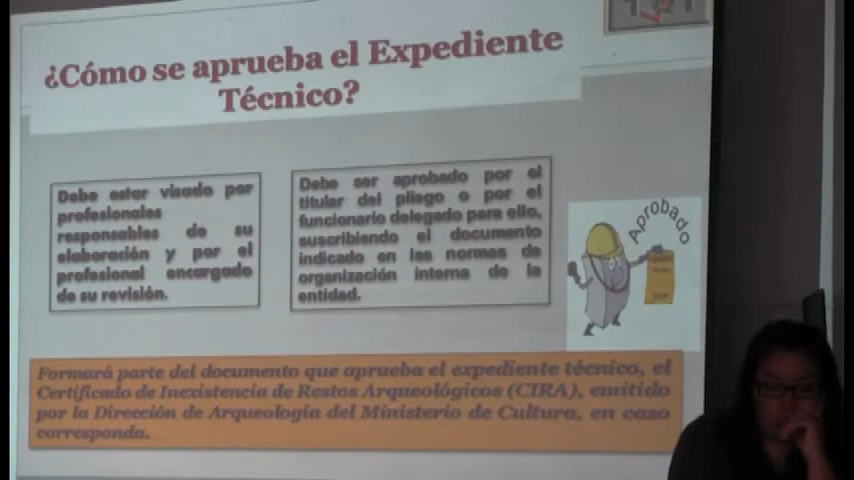 ¿Cómo se aprueba el Expediente
Técnico?
Debe estar visado por
profesionales
responsables de su
elaboración y por el
profesional encargado
de su revisión.
Debe ser aprobado por el
titular del pliego o por el
funcionario delegado para ello,
suscribiendo el documento
indicado en las normas de
organización interna de la
entidad.
Aprobado
Formará parte del documento que aprueba el expediente técnico, el
Certificado de Inexistencia de Restos Arqueológicos (CIRA), emitido
por la Dirección de Arqueología del Ministerio de Cultura, en caso
corresponda.